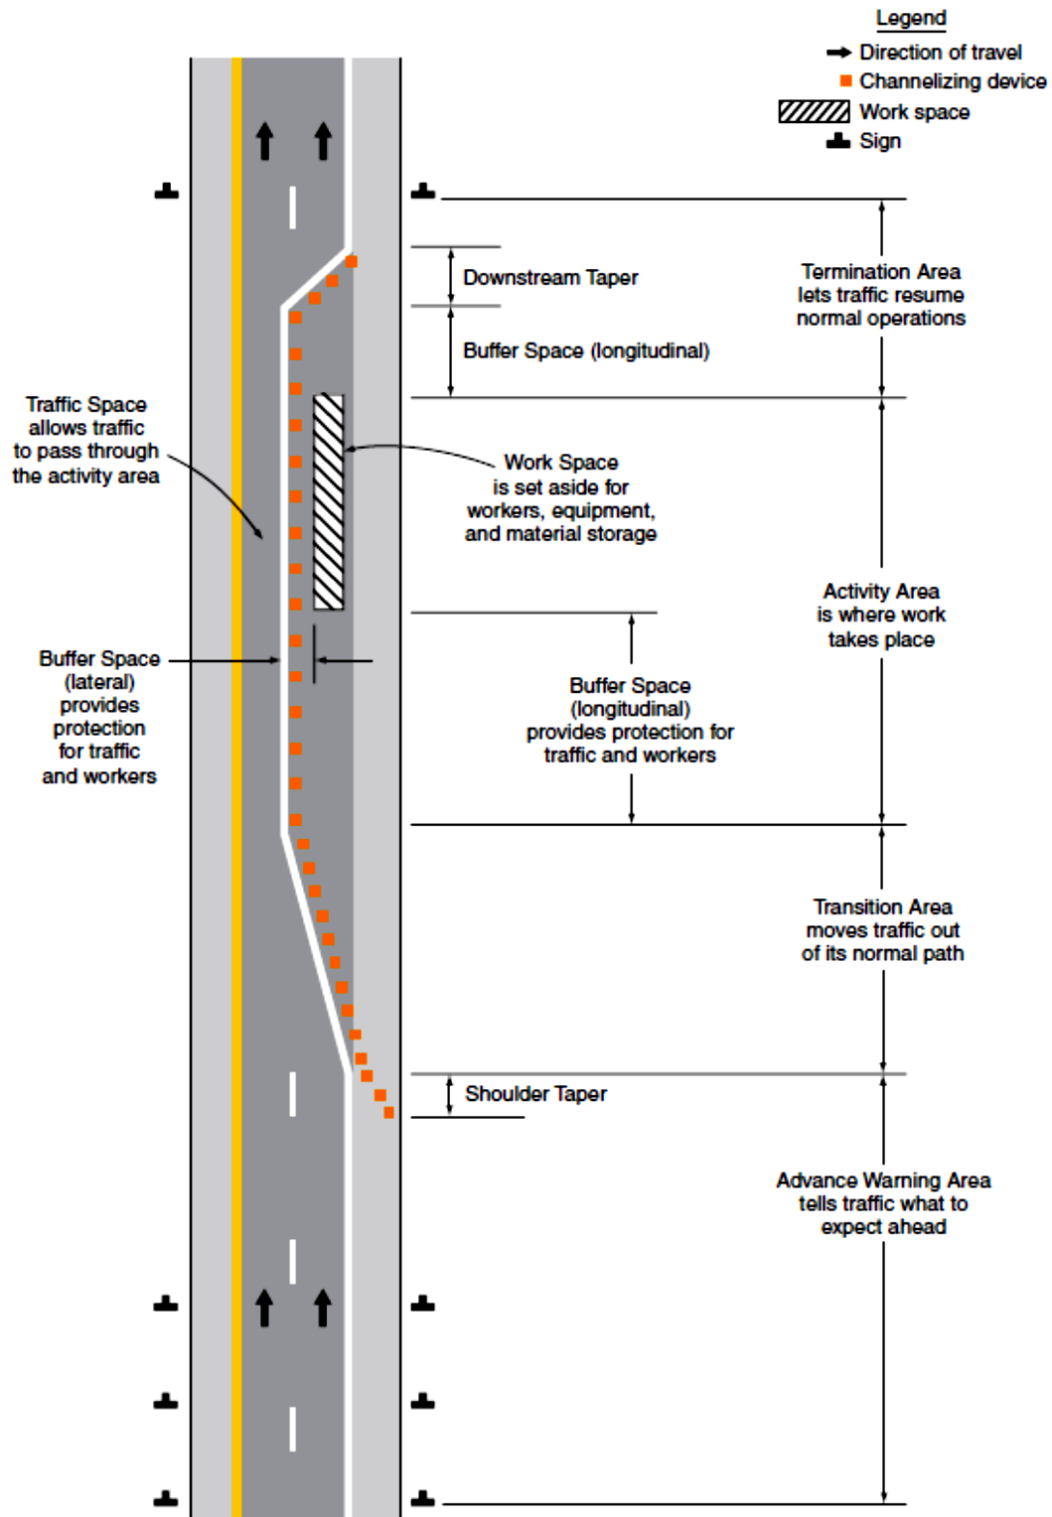 Legend
Direction of travel
Channelizing device
Work space
Sign
Downstream Taper
Termination Area
lets traffic resume
normal operations
Buffer Space (longitudinal)
Traffic Space
allows traffic
to pass through
the activity area
Work Space
is set aside for
workers, equipment,
and material storage
Activity Area
is where work
takes place
Buffer Space
(lateral)
provides
protection
for traffic
and workers
Buffer Space
(longitudinal)
provides protection for
traffic and workers
Transition Area
moves traffic out
of its normal path
Shoulder Taper
Advance Warning Area
tells traffic what to
expect ahead